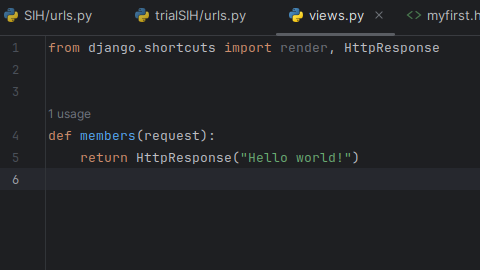 SIH/urls.py trialSIH/urls.py views.py × <> myfirst.h
1 from django.shortcuts import render, HttpResponse
2
3
1 usage
4 def members(request):
5     return HttpResponse("Hello world!")
6